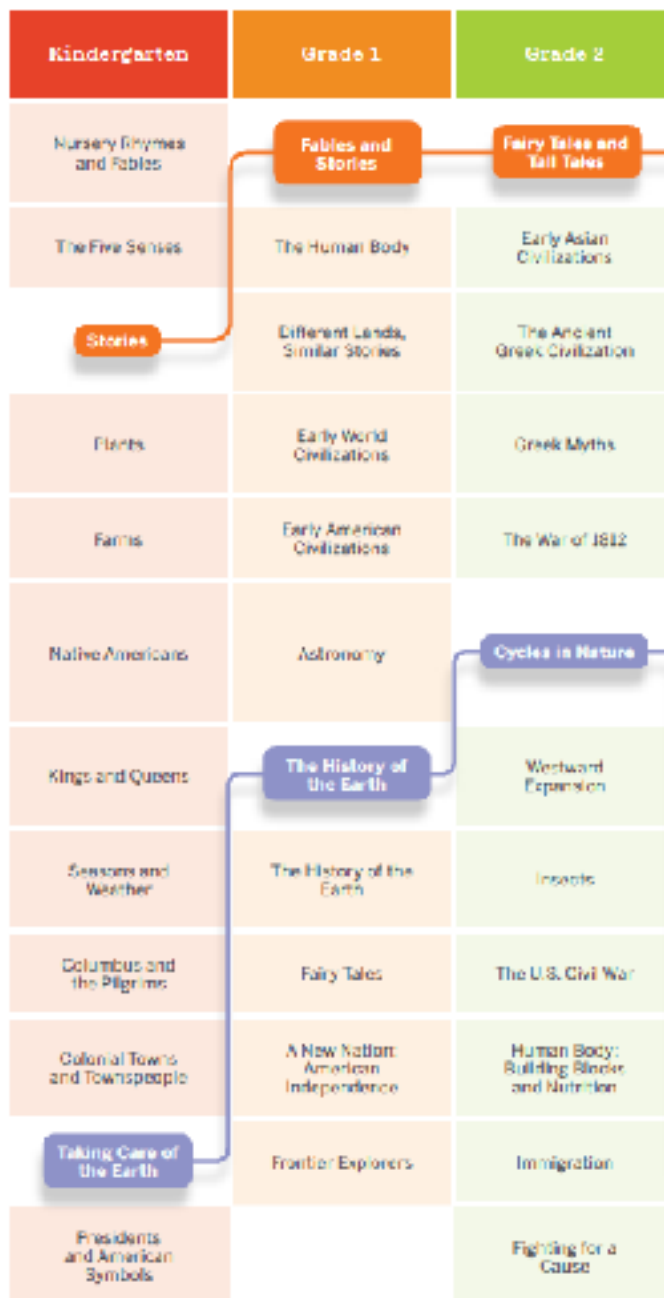 Kindergarten
Grade 1
Grade 2
Nursery Rhymes
and Fables
Fables and
Stories
Fairy Tales and
Tall Tales
The Five Senses
The Human Body
Early Asian
Civilizations
Stories
Different Lands,
Similar Stories
The Ancient
Greek Civilization
Plants
Early World
Civilizations
Greek Myths
Farms
Early American
Civilizations
The War of 1812
Native Americans
Astronomy
Cycles in Nature
Kings and Queens
The History of
the Earth
Westward
Expansion
Seasons and
Weather
The History of the
Earth
Insects
Columbus and
the Pilgrims
Fairy Tales
The U.S. Civil War
Colonial Towns
and Townspeople
A New Nation:
American
Independence
Human Body:
Building Blocks
and Nutrition
Taking Care of
the Earth
Frontier Explorers
Immigration
Presidents
and American
Symbols
Fighting for a
Cause